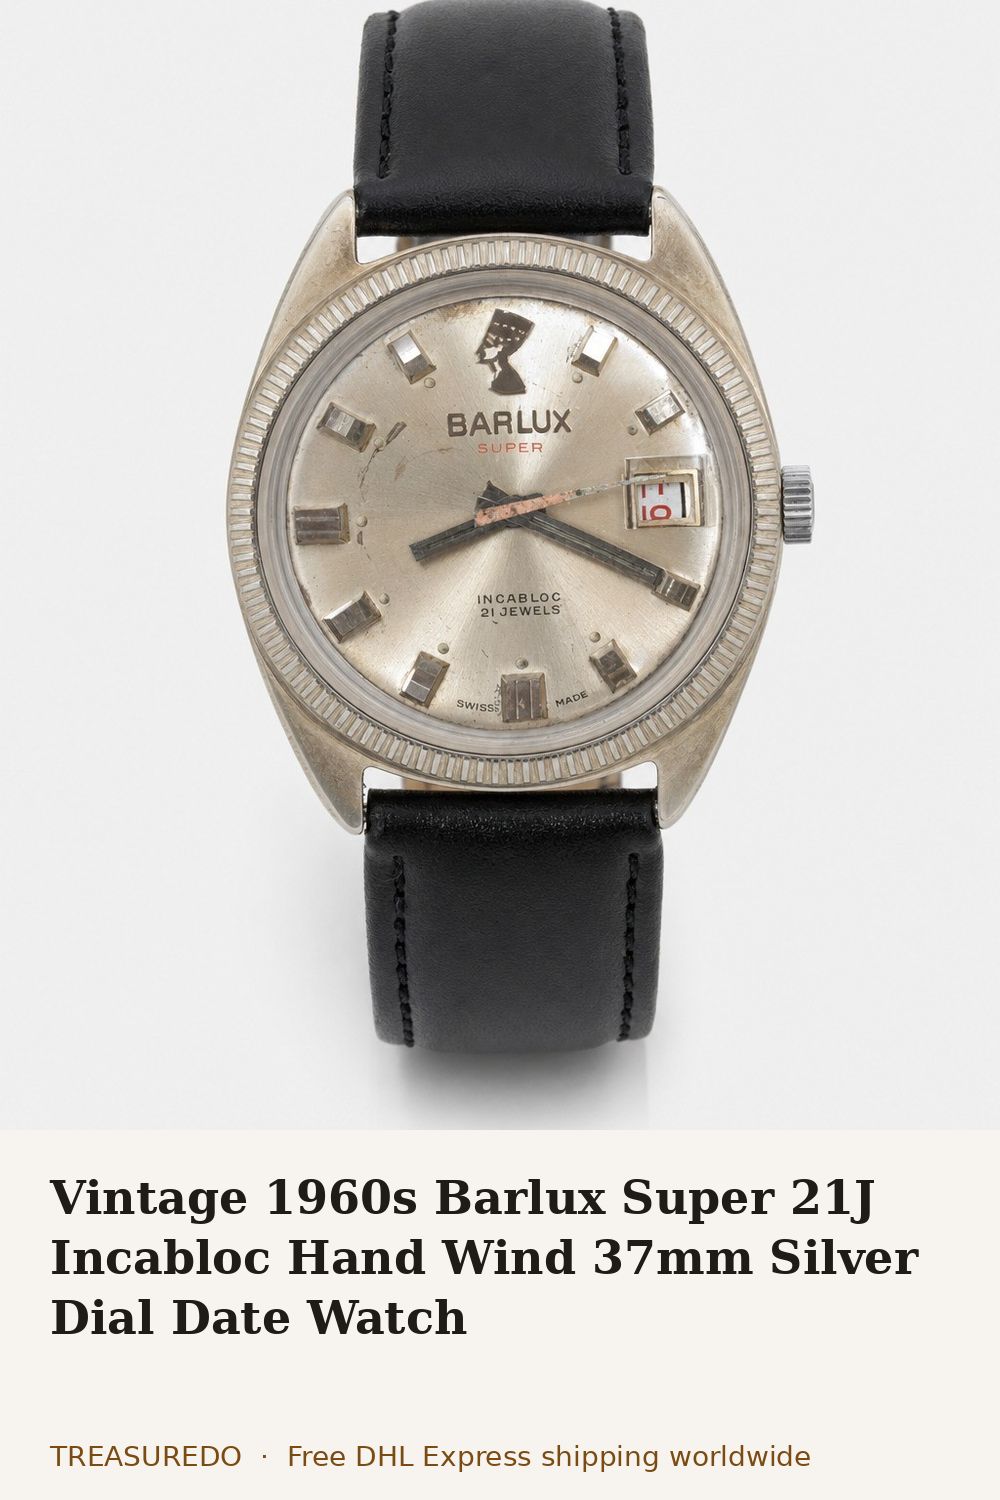 BARLUX
SUPER
INCABLOC
21 JEWELS
SWISS MADE
Vintage 1960s Barlux Super 21J
Incabloc Hand Wind 37mm Silver
Dial Date Watch
TREASUREDO · Free DHL Express shipping worldwide